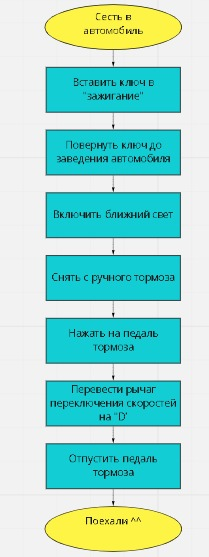 Сесть в
автомобиль
Вставить ключ в
"зажигание"
Повернуть ключ до
заведения автомобиля
Включить ближний свет
Снять с ручного тормоза
Нажать на педаль
тормоза
Перевести рычаг
переключения скоростей
на "D"
Отпустить педаль
тормоза
Поехали ^^